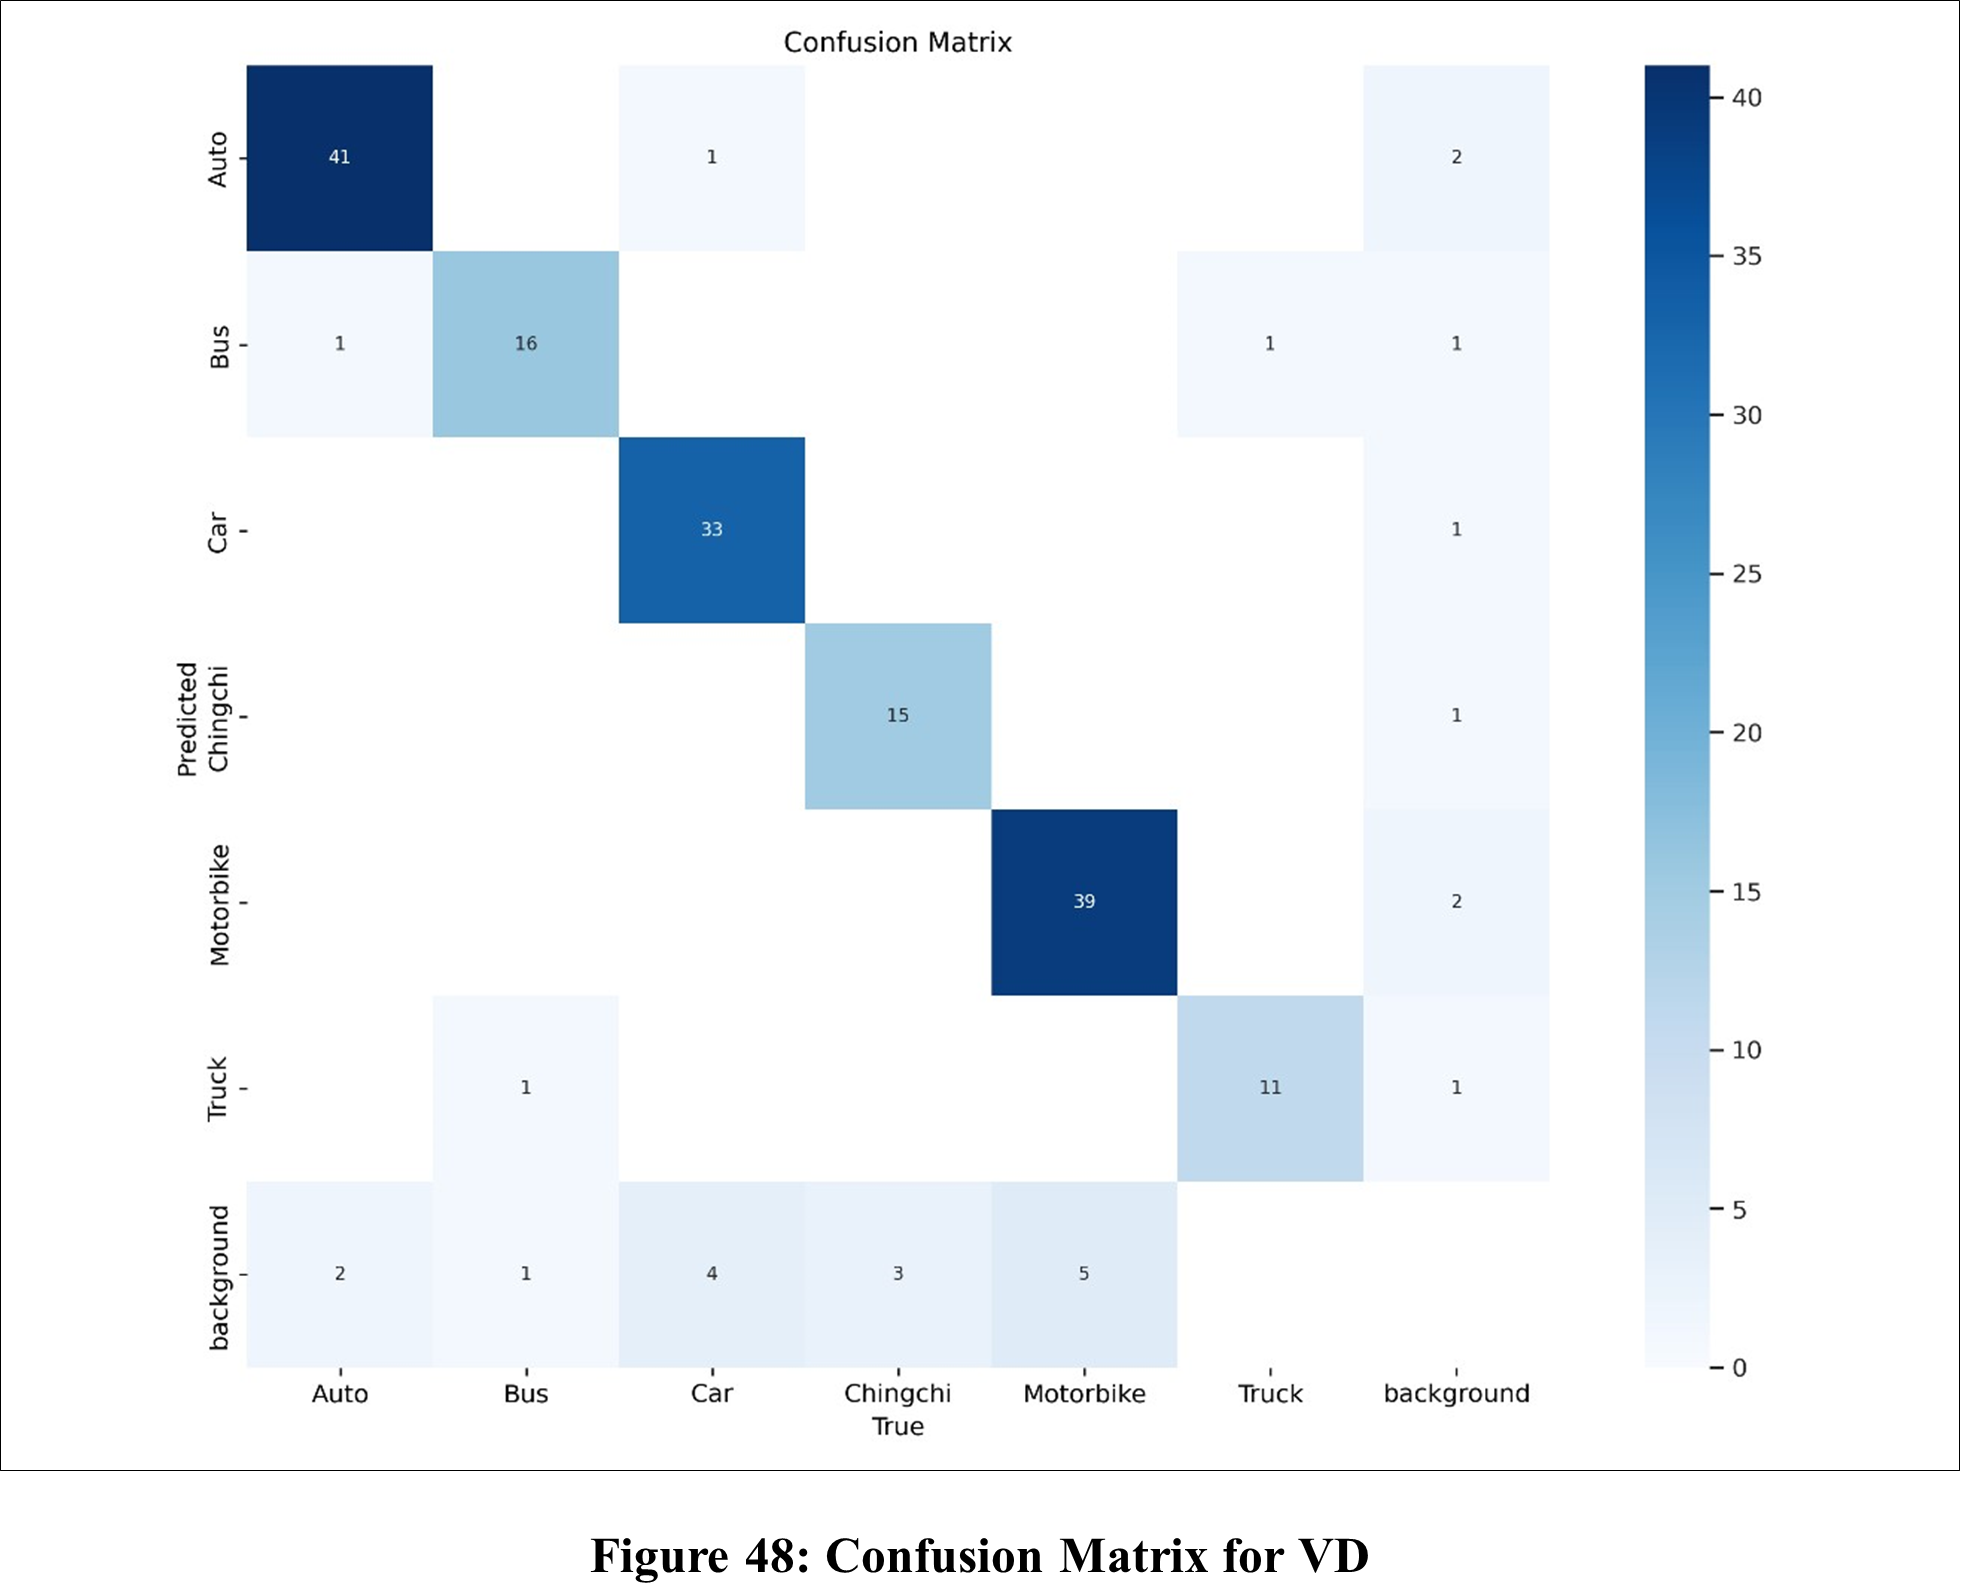 Confusion Matrix
Auto 41 1 2 40
35
Bus 1 16 1 1
30
Car 33 1
25
Predicted
Chingchi 15 1
20
15
Motorbike 39 2
10
Truck 1 11 1
5
background 2 1 4 3 5
0
Auto Bus Car Chingchi Motorbike Truck background
True
Figure 48: Confusion Matrix for VD